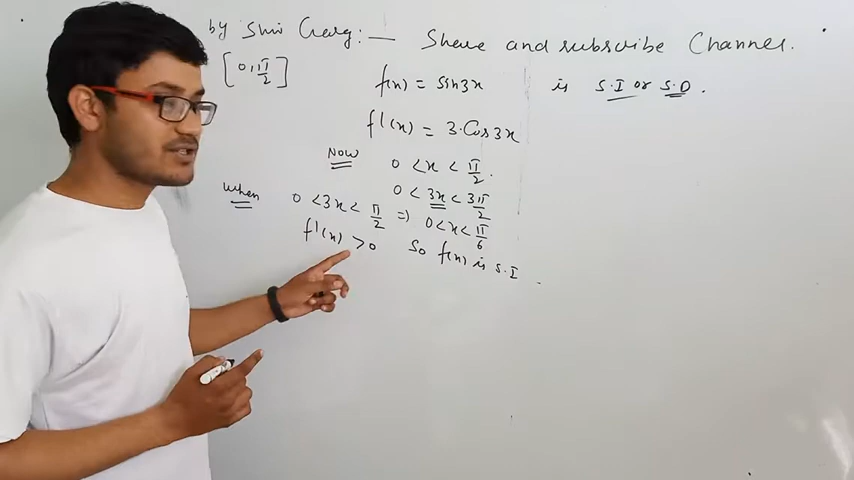 by Shiv Garg :— Share and subscribe Channel.
[0, π/2]
f(x) = sin3x is S.I or S.D.
f'(x) = 3.Cos3x
Now 0 < x < π/2.
0 < 3x < 3π/2
When 0 < 3x < π/2 ⇒ 0 < x < π/6
f'(x) > 0 So f(x) is S.I.